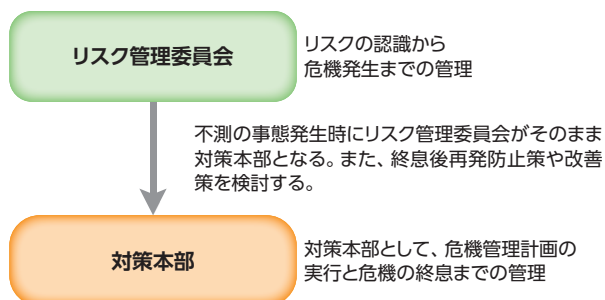 リスク管理委員会
リスクの認識から
危機発生までの管理
不測の事態発生時にリスク管理委員会がそのまま
対策本部となる。また、終息後再発防止策や改善
策を検討する。
対策本部
対策本部として、危機管理計画の
実行と危機の終息までの管理